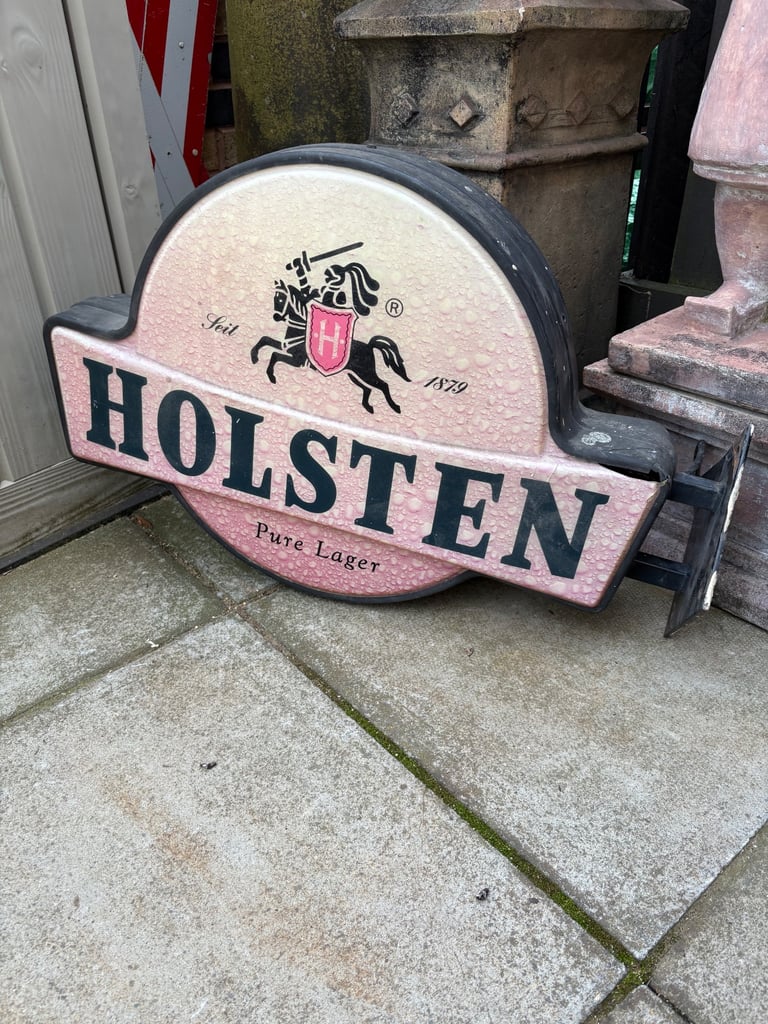 ®
Seit
H
1879
HOLSTEN
Pure Lager